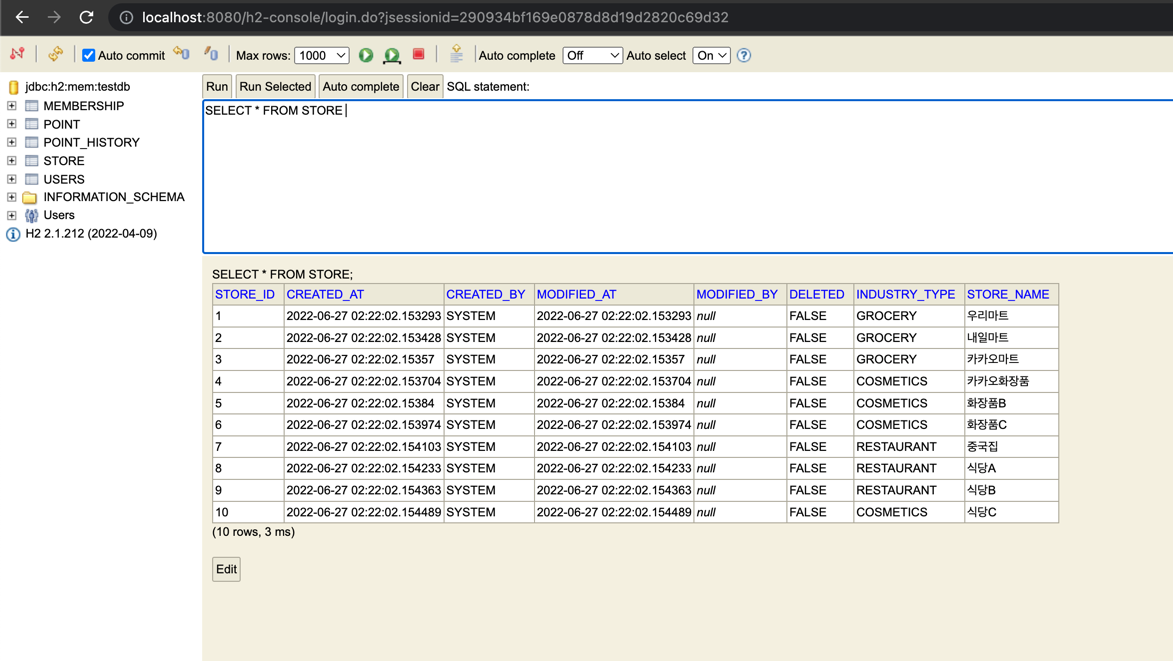 localhost:8080/h2-console/login.do?jsessionid=290934bf169e0878d8d19d2820c69d32
Auto commit Max rows: 1000 Auto complete Off Auto select On ?
jdbc:h2:mem:testdb
MEMBERSHIP
POINT
POINT_HISTORY
STORE
USERS
INFORMATION_SCHEMA
Users
H2 2.1.212 (2022-04-09)
Run Run Selected Auto complete Clear SQL statement:
SELECT * FROM STORE
SELECT * FROM STORE;
STORE_ID CREATED_AT CREATED_BY MODIFIED_AT MODIFIED_BY DELETED INDUSTRY_TYPE STORE_NAME
1 2022-06-27 02:22:02.153293 SYSTEM 2022-06-27 02:22:02.153293 null FALSE GROCERY 우리마트
2 2022-06-27 02:22:02.153428 SYSTEM 2022-06-27 02:22:02.153428 null FALSE GROCERY 내일마트
3 2022-06-27 02:22:02.15357 SYSTEM 2022-06-27 02:22:02.15357 null FALSE GROCERY 카카오마트
4 2022-06-27 02:22:02.153704 SYSTEM 2022-06-27 02:22:02.153704 null FALSE COSMETICS 카카오화장품
5 2022-06-27 02:22:02.15384 SYSTEM 2022-06-27 02:22:02.15384 null FALSE COSMETICS 화장품B
6 2022-06-27 02:22:02.153974 SYSTEM 2022-06-27 02:22:02.153974 null FALSE COSMETICS 화장품C
7 2022-06-27 02:22:02.154103 SYSTEM 2022-06-27 02:22:02.154103 null FALSE RESTAURANT 중국집
8 2022-06-27 02:22:02.154233 SYSTEM 2022-06-27 02:22:02.154233 null FALSE RESTAURANT 식당A
9 2022-06-27 02:22:02.154363 SYSTEM 2022-06-27 02:22:02.154363 null FALSE RESTAURANT 식당B
10 2022-06-27 02:22:02.154489 SYSTEM 2022-06-27 02:22:02.154489 null FALSE COSMETICS 식당C
(10 rows, 3 ms)
Edit